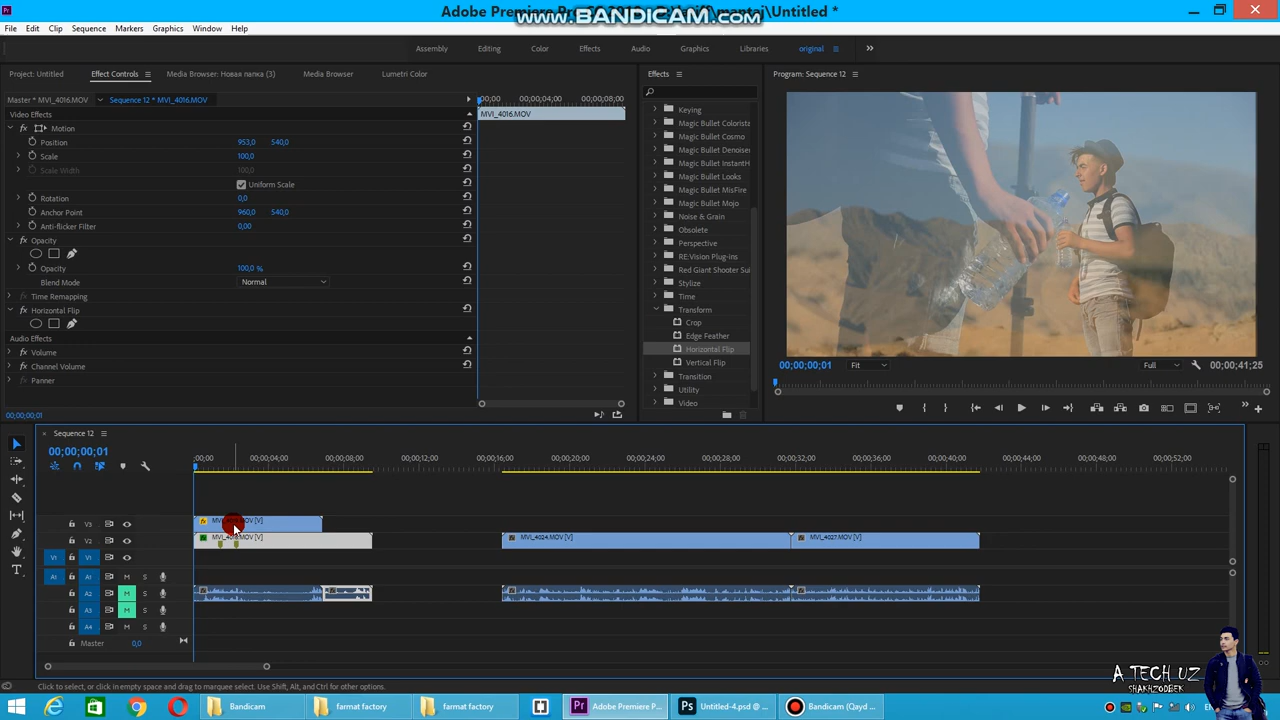 Adobe Premiere Pro CC 20
\Untitled *
www.BANDICAM.com
File Edit Clip Sequence Markers Graphics Window Help
Assembly Editing Color Effects Audio Graphics Libraries original
Project: Untitled Effect Controls Media Browser: Новая папка (3) Media Browser Lumetri Color
Effects
Program: Sequence 12
Master * MVI_4016.MOV Sequence 12 * MVI_4016.MOV
;00;00 00;00;04;00 00;00;08;00
Video Effects
MVI_4016.MOV
fx Motion
Position 953,0 540,0
Scale 100,0
Scale Width 100,0
Uniform Scale
Rotation 0,0
Anchor Point 960,0 540,0
Anti-flicker Filter 0,00
fx Opacity
Opacity 100,0 %
Blend Mode Normal
Time Remapping
fx Horizontal Flip
Audio Effects
fx Volume
fx Channel Volume
Panner
00;00;00;01
Keying
Magic Bullet Colorista
Magic Bullet Cosmo
Magic Bullet Denoise
Magic Bullet InstantH
Magic Bullet Looks
Magic Bullet MisFire
Magic Bullet Mojo
Noise & Grain
Obsolete
Perspective
RE:Vision Plug-ins
Red Giant Shooter Sui
Stylize
Time
Transform
Crop
Edge Feather
Horizontal Flip
Vertical Flip
Transition
Utility
Video
00;00;00;01 Fit Full 00;00;41;25
Sequence 12
00;00;00;01
;00;00 00;00;04;00 00;00;08;00 00;00;12;00 00;00;16;00 00;00;20;00 00;00;24;00 00;00;28;00 00;00;32;00 00;00;36;00 00;00;40;00 00;00;44;00 00;00;48;00 00;00;52;00
V3
V2 MVI_4024.MOV [V] MVI_4027.MOV [V]
V1 V1
A1 A1 M S
A2 M S
A3 M S
A4 M S
Master 0,0
A TECH UZ
SHAKHZODBEK
Click to select, or click in empty space and drag to marquee select. Use Shift, Alt, and Ctrl for other options.
Bandicam farmat factory farmat factory Adobe Premiere P... Untitled-4.psd @ ... Bandicam (Qayd ...